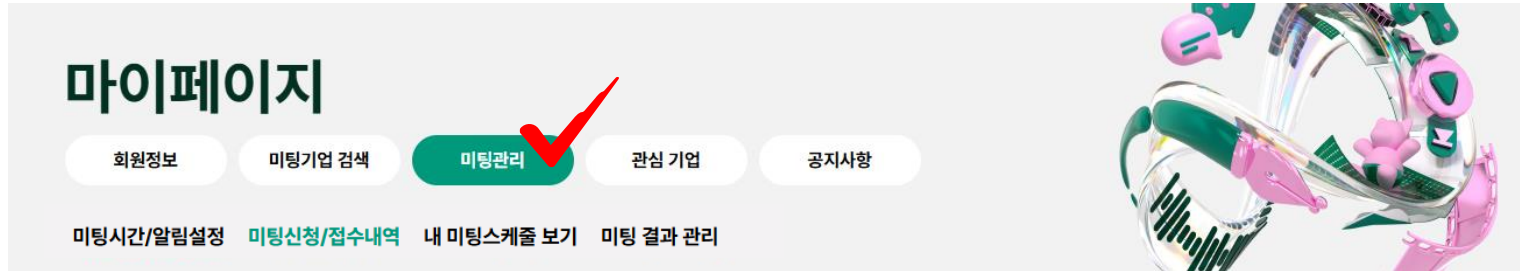 마이페이지
회원정보 미팅기업 검색 미팅관리 관심 기업 공지사항
미팅시간/알림설정 미팅신청/접수내역 내 미팅스케줄 보기 미팅 결과 관리